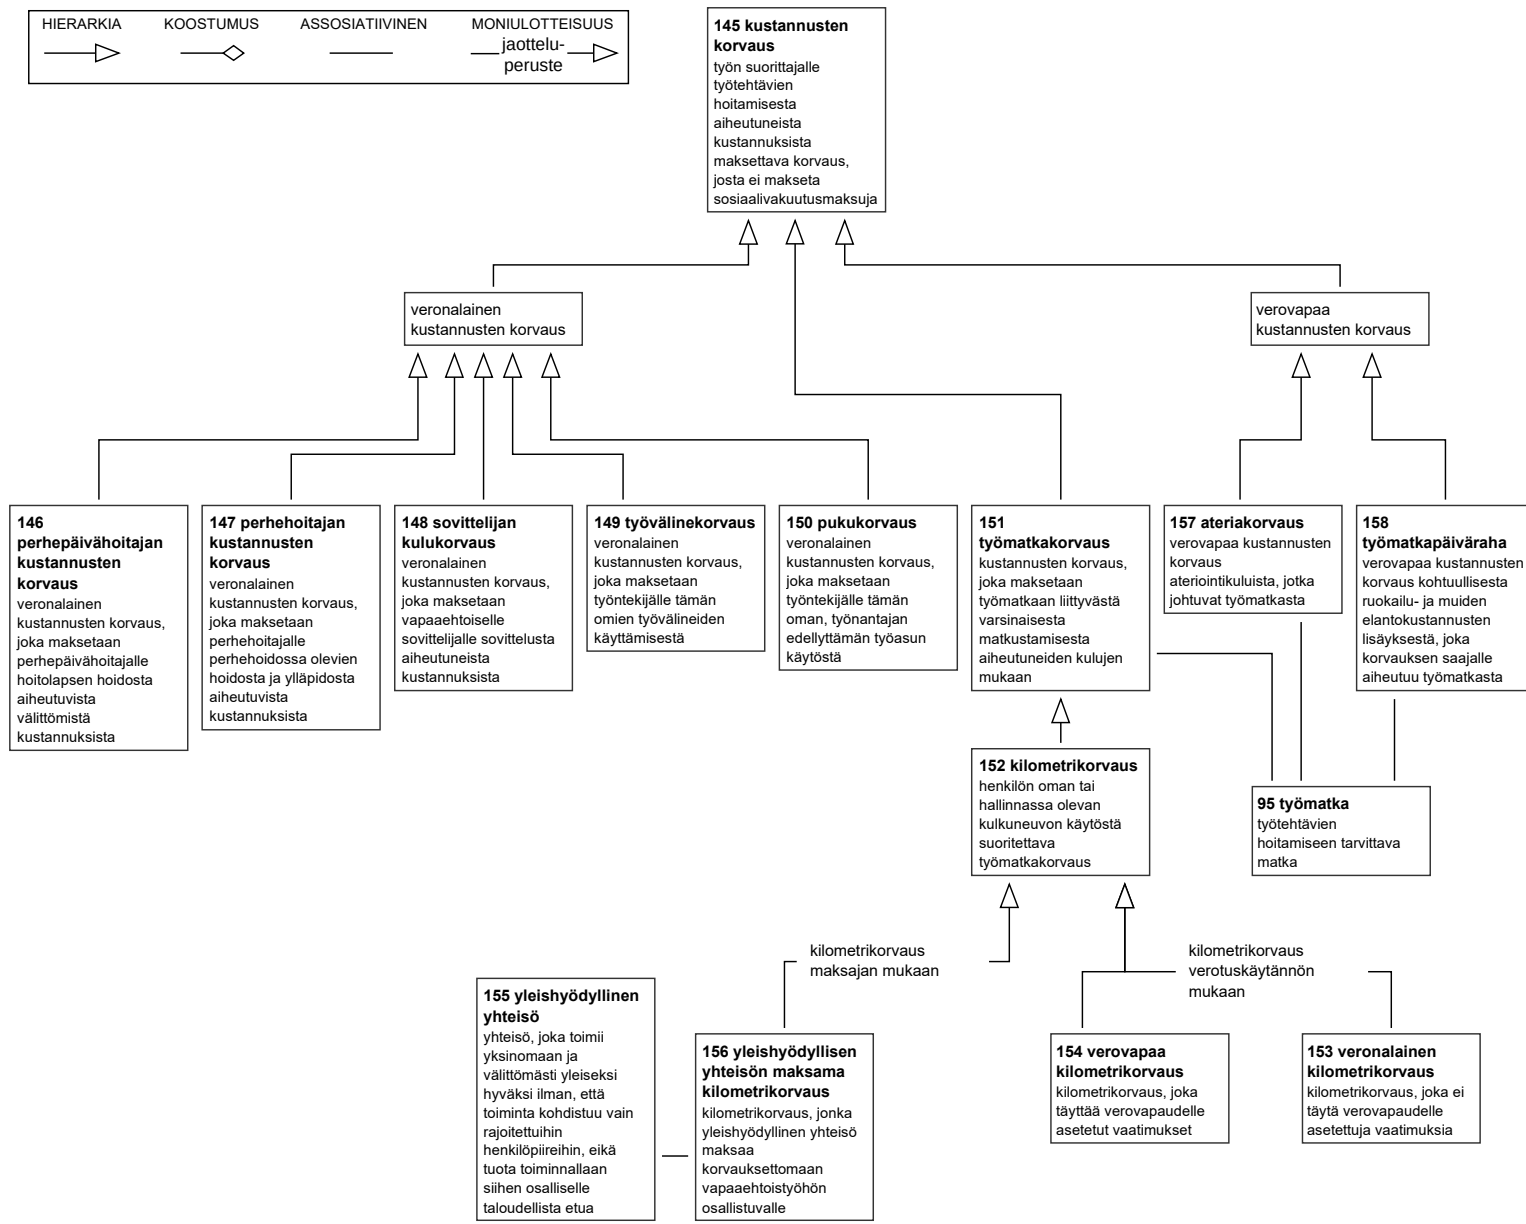 HIERARKIA
KOOSTUMUS
ASSOSIATIIVINEN
MONIULOTTEISUUS
jaottelu-
peruste
145 kustannusten
korvaus
työn suorittajalle
työtehtävien
hoitamisesta
aiheutuneista
kustannuksista
maksettava korvaus,
josta ei makseta
sosiaalivakuutusmaksuja
veronalainen
kustannusten korvaus
verovapaa
kustannusten korvaus
146
perhepäivähoitajan
kustannusten
korvaus
veronalainen
kustannusten korvaus,
joka maksetaan
perhepäivähoitajalle
hoitolapsen hoidosta
aiheutuvista
välittömistä
kustannuksista
147 perhehoitajan
kustannusten
korvaus
veronalainen
kustannusten korvaus,
joka maksetaan
perhehoitajalle
perhehoidossa olevien
hoidosta ja ylläpidosta
aiheutuvista
kustannuksista
148 sovittelijan
kulukorvaus
veronalainen
kustannusten korvaus,
joka maksetaan
vapaaehtoiselle
sovittelijalle sovittelusta
aiheutuneista
kustannuksista
149 työvälinekorvaus
veronalainen
kustannusten korvaus,
joka maksetaan
työntekijälle tämän
omien työvälineiden
käyttämisestä
150 pukukorvaus
veronalainen
kustannusten korvaus,
joka maksetaan
työntekijälle tämän
oman, työnantajan
edellyttämän työasun
käytöstä
151
työmatkakorvaus
kustannusten korvaus,
joka maksetaan
työmatkaan liittyvästä
varsinaisesta
matkustamisesta
aiheutuneiden kulujen
mukaan
157 ateriakorvaus
verovapaa kustannusten
korvaus
ateriointikuluista, jotka
johtuvat työmatkasta
158
työmatkapäiväraha
verovapaa kustannusten
korvaus kohtuullisesta
ruokailu- ja muiden
elantokustannusten
lisäyksestä, joka
korvauksen saajalle
aiheutuu työmatkasta
152 kilometrikorvaus
henkilön oman tai
hallinnassa olevan
kulkuneuvon käytöstä
suoritettava
työmatkakorvaus
95 työmatka
työtehtävien
hoitamiseen tarvittava
matka
kilometrikorvaus
maksajan mukaan
kilometrikorvaus
verotuskäytännön
mukaan
155 yleishyödyllinen
yhteisö
yhteisö, joka toimii
yksinomaan ja
välittömästi yleiseksi
hyväksi ilman, että
toiminta kohdistuu vain
rajoitettuihin
henkilöpiireihin, eikä
tuota toiminnallaan
siihen osalliselle
taloudellista etua
156 yleishyödyllisen
yhteisön maksama
kilometrikorvaus
kilometrikorvaus, jonka
yleishyödyllinen yhteisö
maksaa
korvauksettomaan
vapaaehtoistyöhön
osallistuvalle
154 verovapaa
kilometrikorvaus
kilometrikorvaus, joka
täyttää verovapaudelle
asetetut vaatimukset
153 veronalainen
kilometrikorvaus
kilometrikorvaus, joka ei
täytä verovapaudelle
asetettuja vaatimuksia